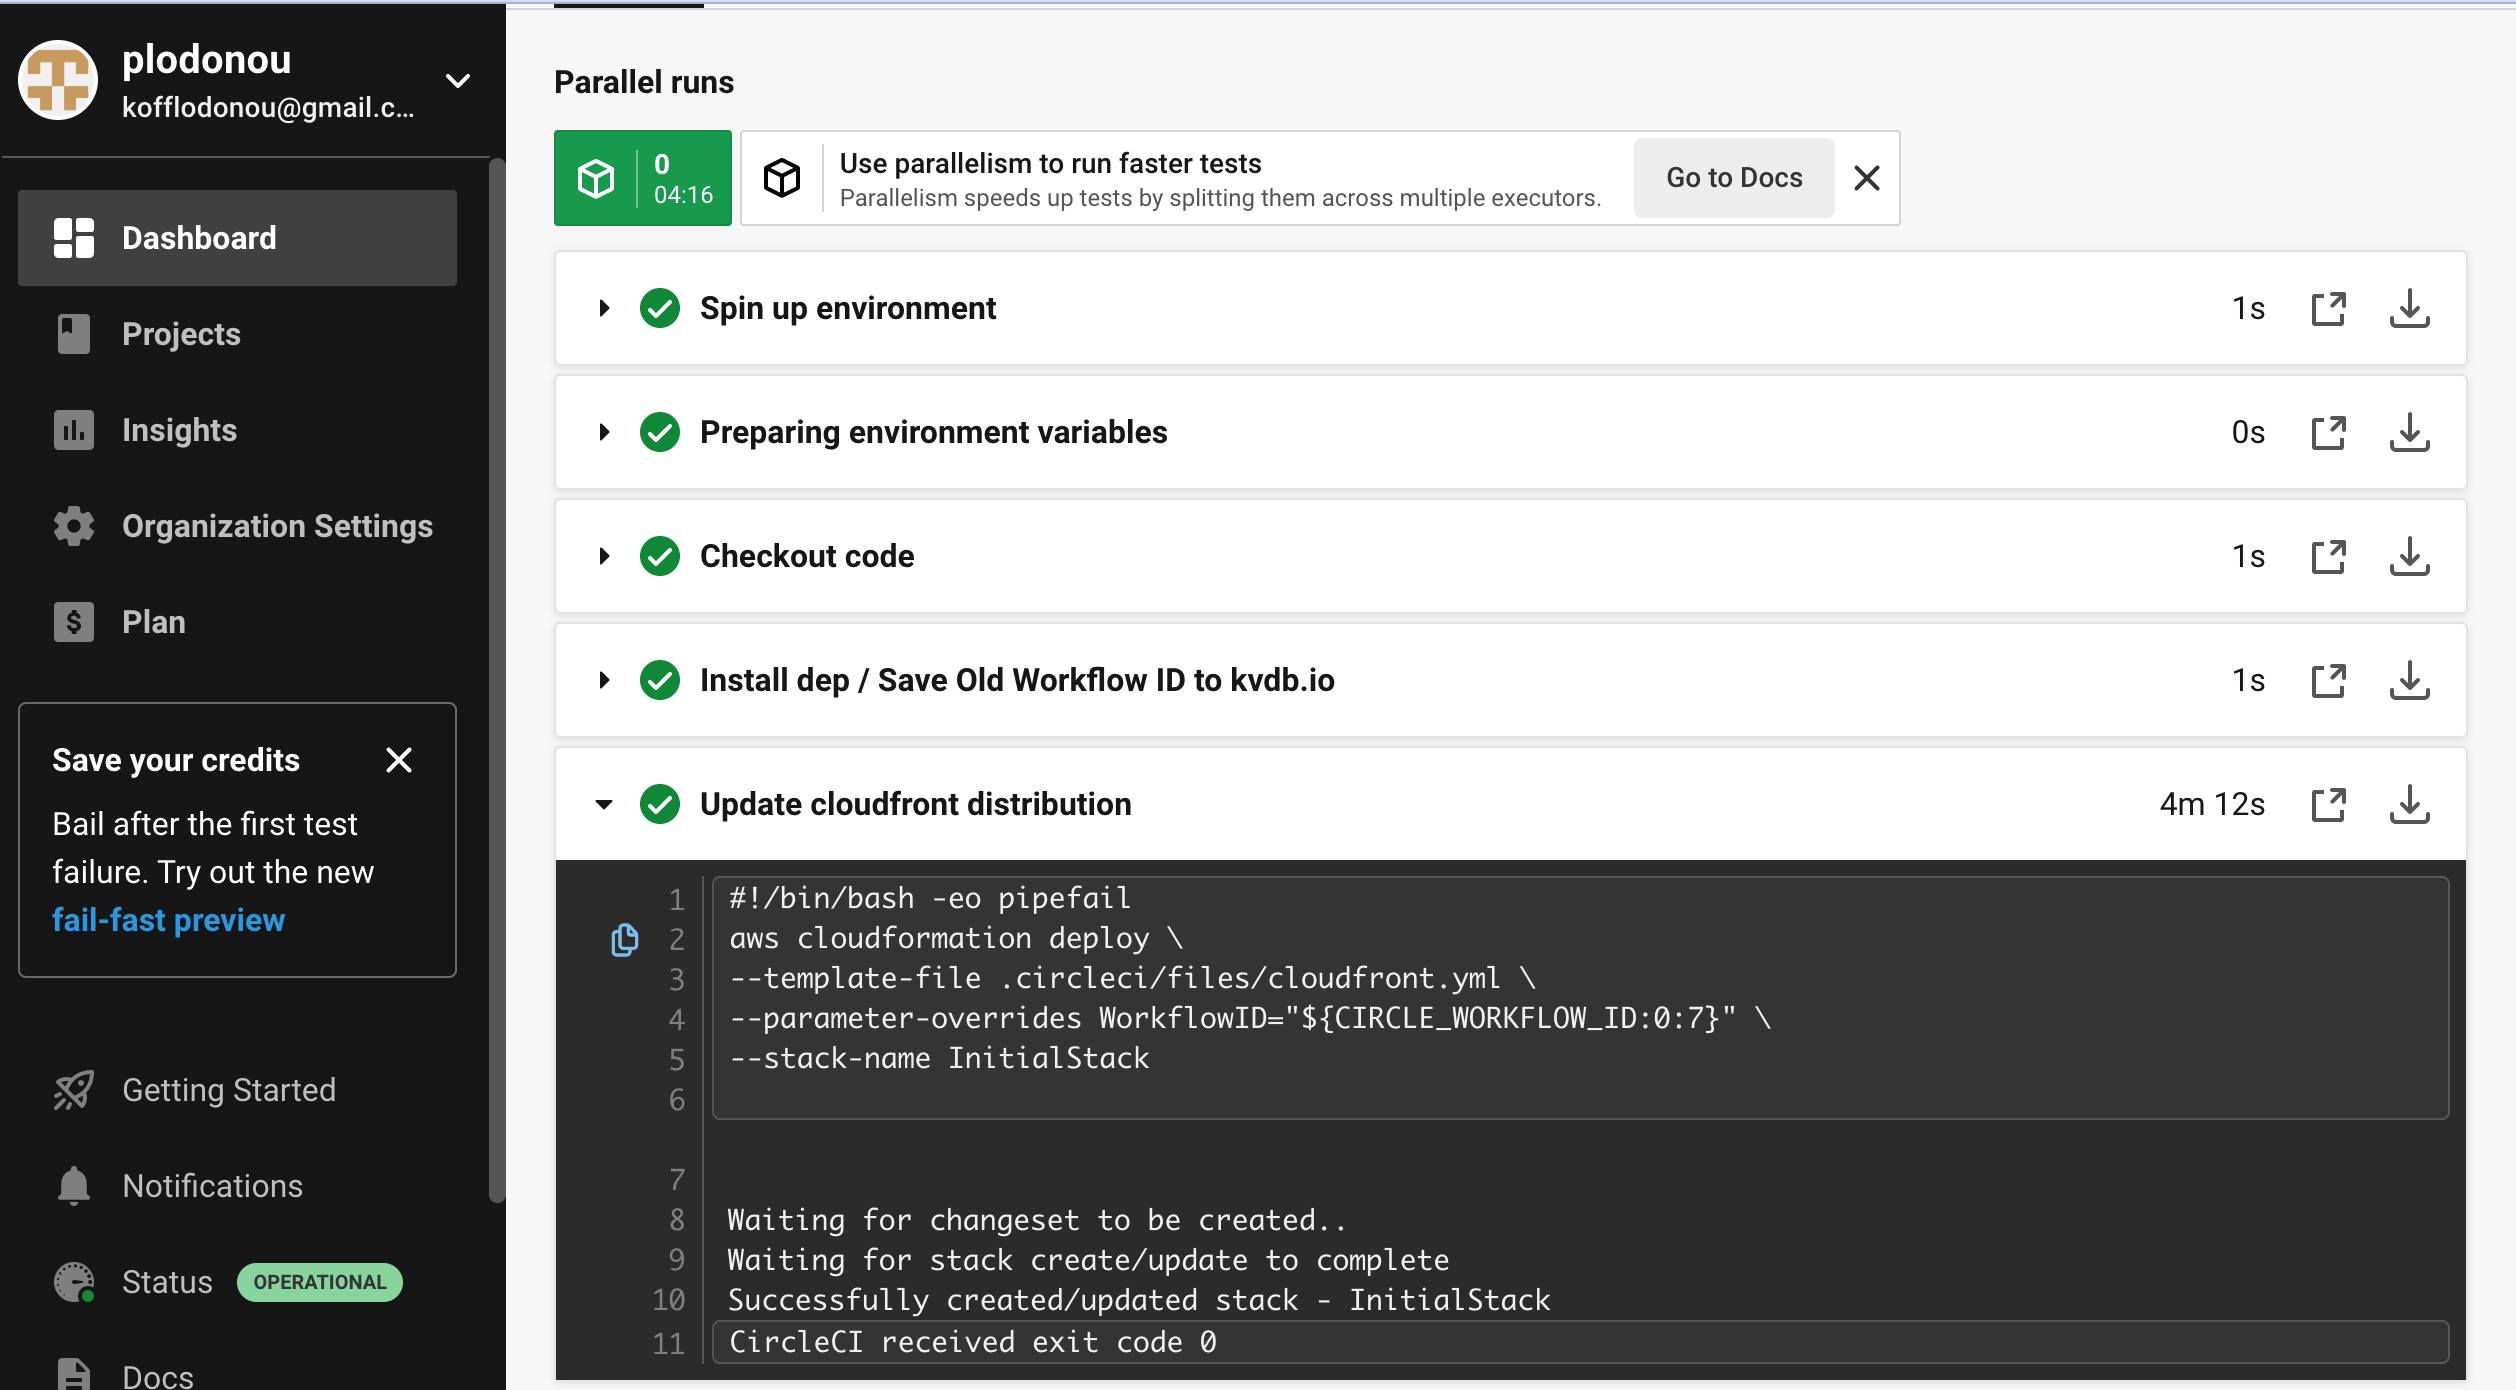 plodonou
kofflodonou@gmail.c...
Dashboard
Projects
Insights
Organization Settings
Plan
Save your credits
Bail after the first test
failure. Try out the new
fail-fast preview
Getting Started
Notifications
Status OPERATIONAL
Docs
Parallel runs
0
04:16
Use parallelism to run faster tests
Parallelism speeds up tests by splitting them across multiple executors.
Go to Docs
Spin up environment 1s
Preparing environment variables 0s
Checkout code 1s
Install dep / Save Old Workflow ID to kvdb.io 1s
Update cloudfront distribution 4m 12s
1 #!/bin/bash -eo pipefail
2 aws cloudformation deploy \
3 --template-file .circleci/files/cloudfront.yml \
4 --parameter-overrides WorkflowID="${CIRCLE_WORKFLOW_ID:0:7}" \
5 --stack-name InitialStack
6
7
8 Waiting for changeset to be created..
9 Waiting for stack create/update to complete
10 Successfully created/updated stack - InitialStack
11 CircleCI received exit code 0